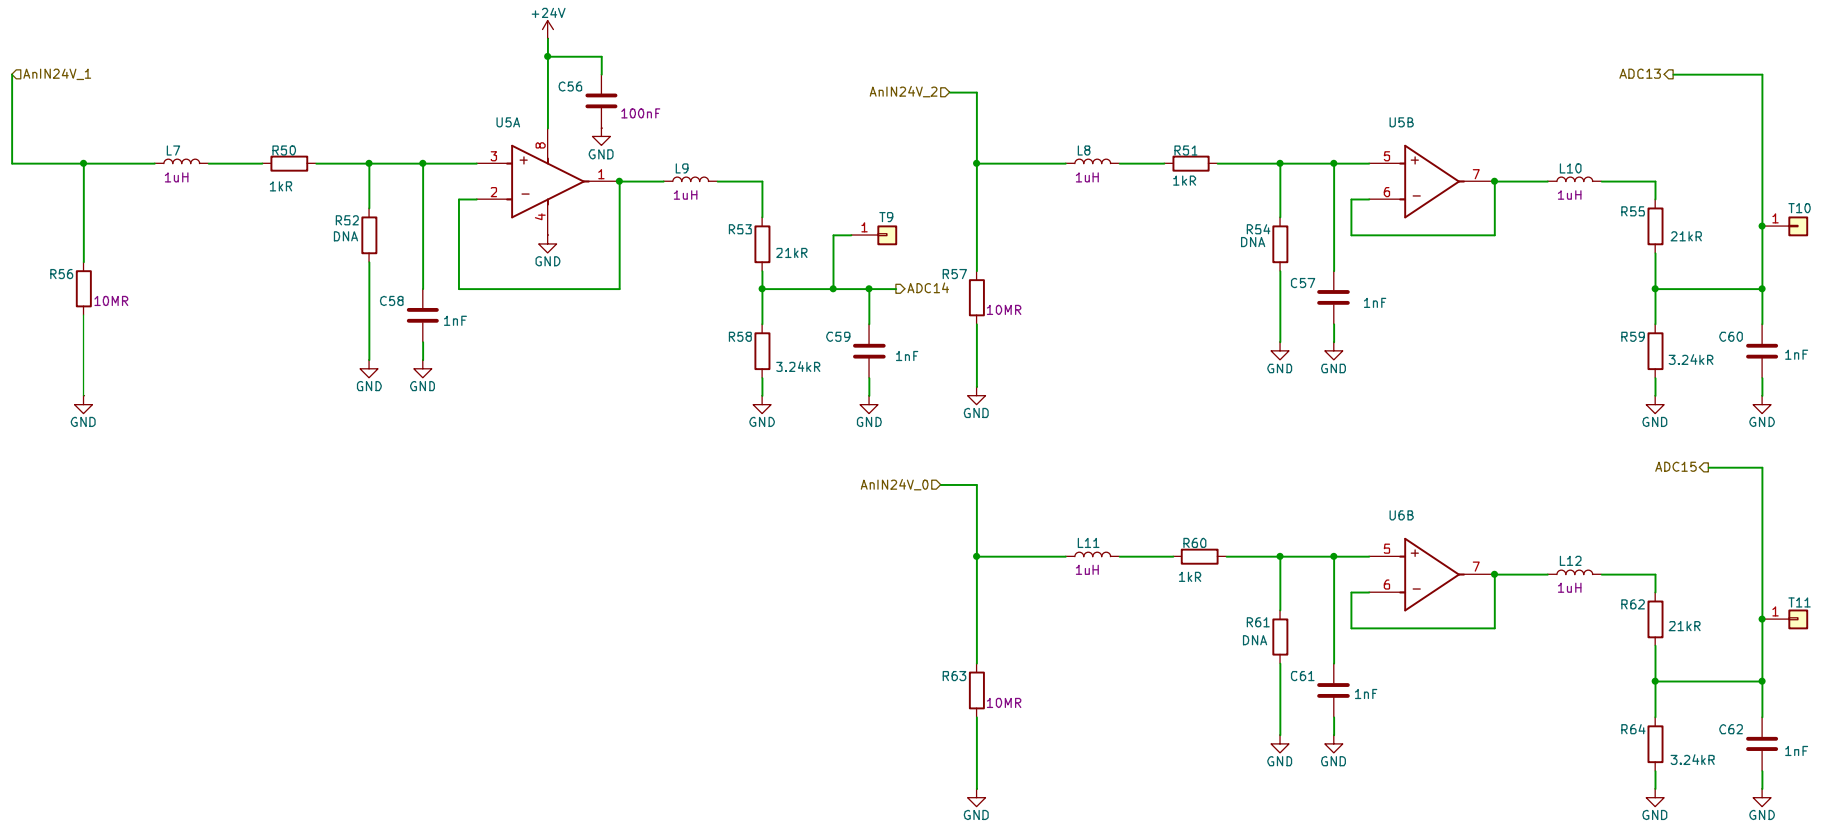 +24V
AnIN24V_1
C56
100nF
GND
U5A
8
3
+
2
-
1
4
GND
L7
1uH
R50
1kR
R52
DNA
GND
C58
1nF
GND
R56
10MR
GND
L9
1uH
R53
21kR
T9
1
ADC14
R58
3.24kR
GND
C59
1nF
GND
AnIN24V_2
R57
10MR
GND
L8
1uH
R51
1kR
R54
DNA
GND
C57
1nF
GND
U5B
5
+
6
-
7
L10
1uH
R55
21kR
ADC13
T10
1
R59
3.24kR
GND
C60
1nF
GND
AnIN24V_0
R63
10MR
GND
L11
1uH
R60
1kR
R61
DNA
GND
C61
1nF
GND
U6B
5
+
6
-
7
L12
1uH
R62
21kR
ADC15
T11
1
R64
3.24kR
GND
C62
1nF
GND